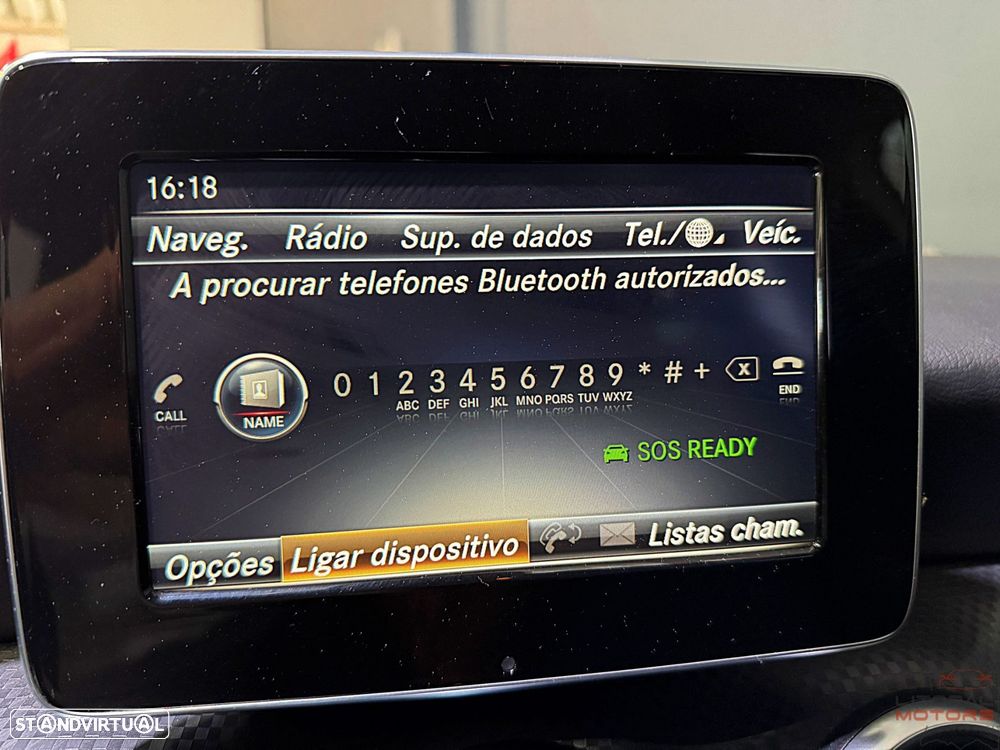 16:18
Naveg. Rádio Sup. de dados Tel./ Veíc.
A procurar telefones Bluetooth autorizados...
CALL NAME 0 1 2 3 4 5 6 7 8 9 * # + X END
ABC DEF GHI JKL MNO PQRS TUV WXYZ
SOS READY
Opções Ligar dispositivo Listas cham.
STANDVIRTUAL
MOTORS